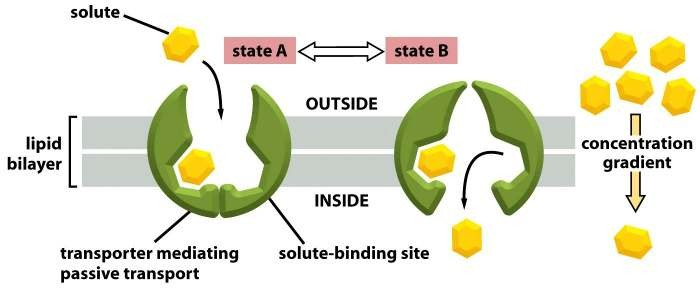 solute
state A
state B
OUTSIDE
lipid
bilayer
concentration
gradient
INSIDE
transporter mediating
passive transport
solute-binding site